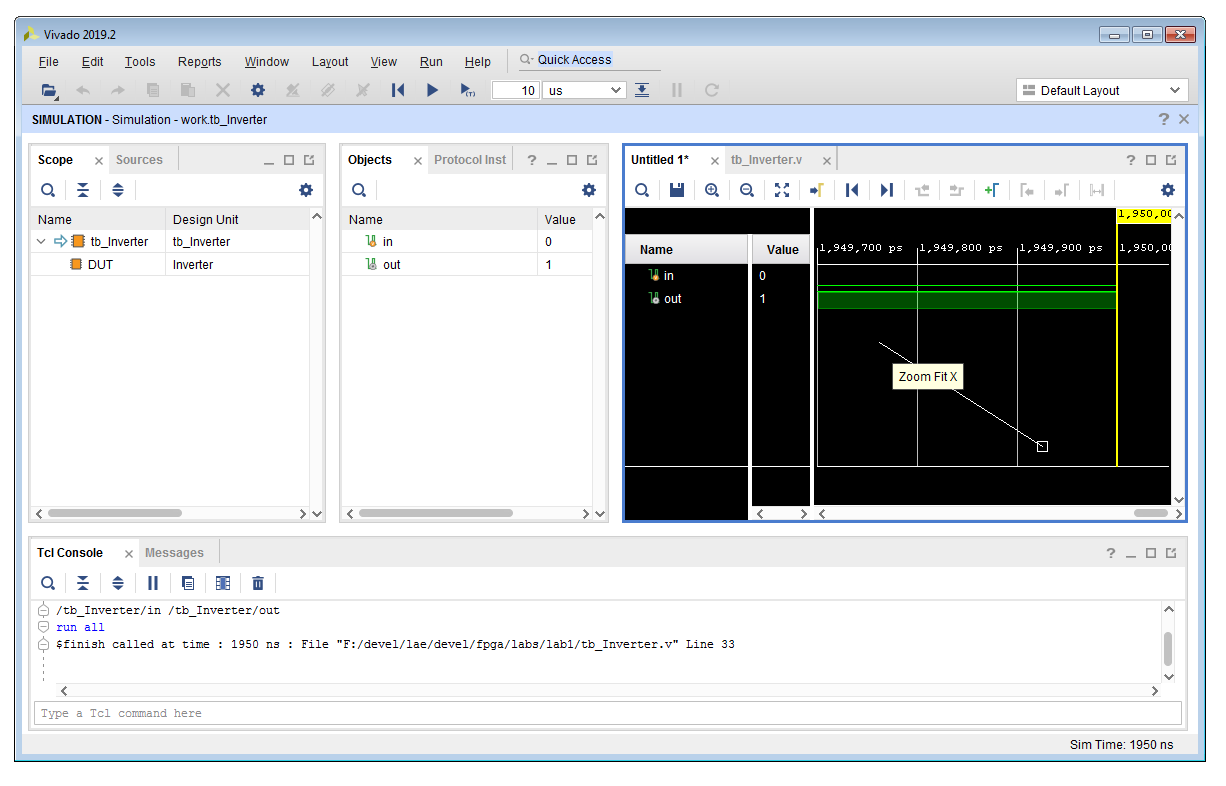 Vivado 2019.2
File Edit Tools Reports Window Layout View Run Help Quick Access
10 us Default Layout
SIMULATION - Simulation - work.tb_Inverter
Scope Sources
Name Design Unit
tb_Inverter tb_Inverter
DUT Inverter
Objects Protocol Inst
Name Value
in 0
out 1
Untitled 1* tb_Inverter.v
1,950,00
Name Value 1,949,700 ps 1,949,800 ps 1,949,900 ps 1,950,00
in 0
out 1
Zoom Fit X
Tcl Console Messages
/tb_Inverter/in /tb_Inverter/out
run all
$finish called at time : 1950 ns : File "F:/devel/lae/devel/fpga/labs/lab1/tb_Inverter.v" Line 33
Type a Tcl command here
Sim Time: 1950 ns